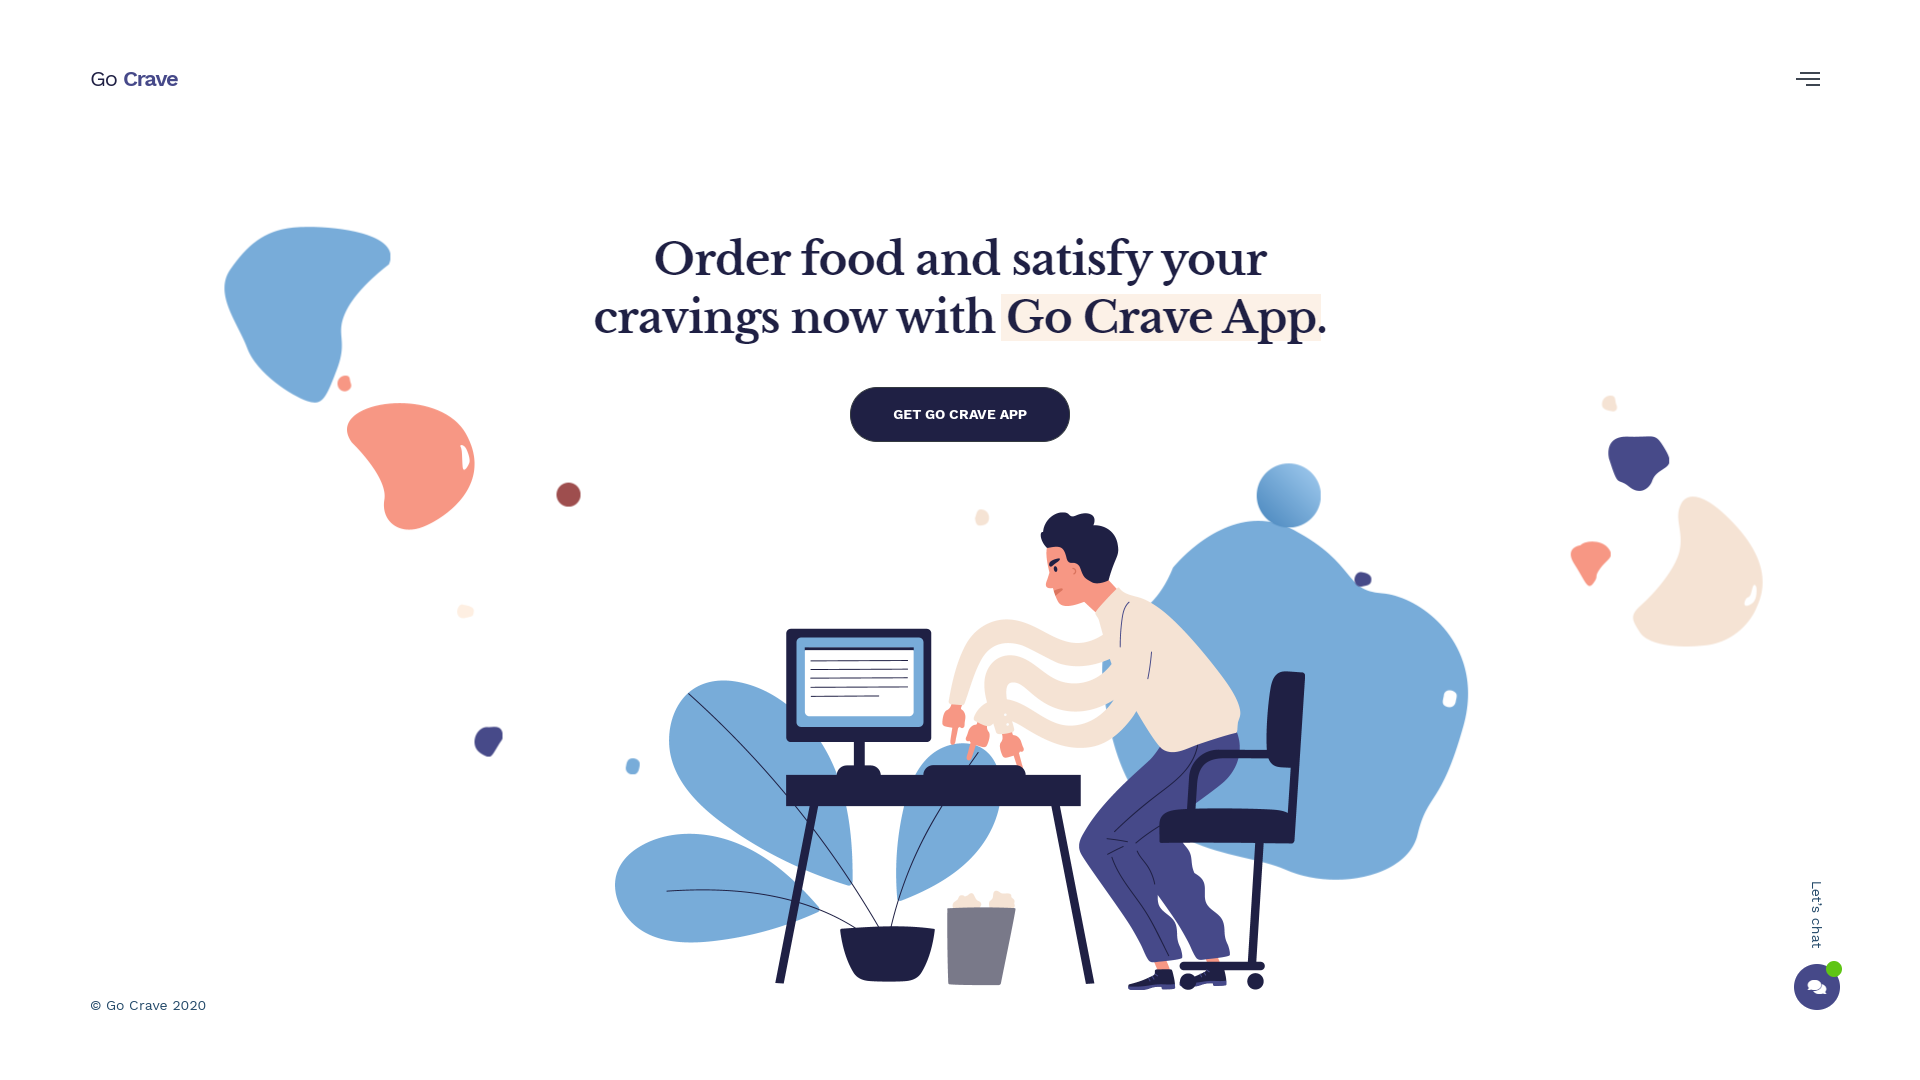 Go Crave
Order food and satisfy your
cravings now with Go Crave App.
GET GO CRAVE APP
Let's chat
© Go Crave 2020